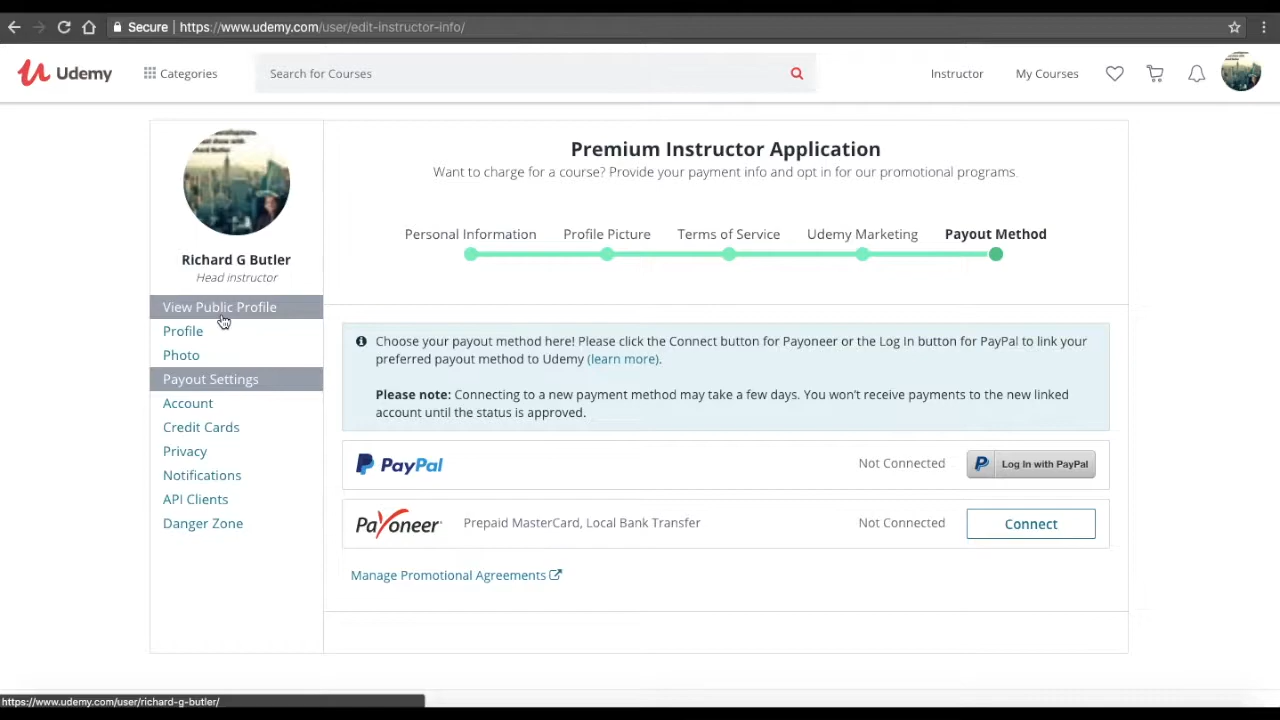 Secure | https://www.udemy.com/user/edit-instructor-info/
Udemy
Categories
Search for Courses
Instructor
My Courses
Richard G Butler
Head instructor
View Public Profile
Profile
Photo
Payout Settings
Account
Credit Cards
Privacy
Notifications
API Clients
Danger Zone
Premium Instructor Application
Want to charge for a course? Provide your payment info and opt in for our promotional programs.
Personal Information
Profile Picture
Terms of Service
Udemy Marketing
Payout Method
Choose your payout method here! Please click the Connect button for Payoneer or the Log In button for PayPal to link your
preferred payout method to Udemy (learn more).
Please note: Connecting to a new payment method may take a few days. You won't receive payments to the new linked
account until the status is approved.
PayPal
Not Connected
Log In with PayPal
Payoneer
Prepaid MasterCard, Local Bank Transfer
Not Connected
Connect
Manage Promotional Agreements
https://www.udemy.com/user/richard-g-butler/